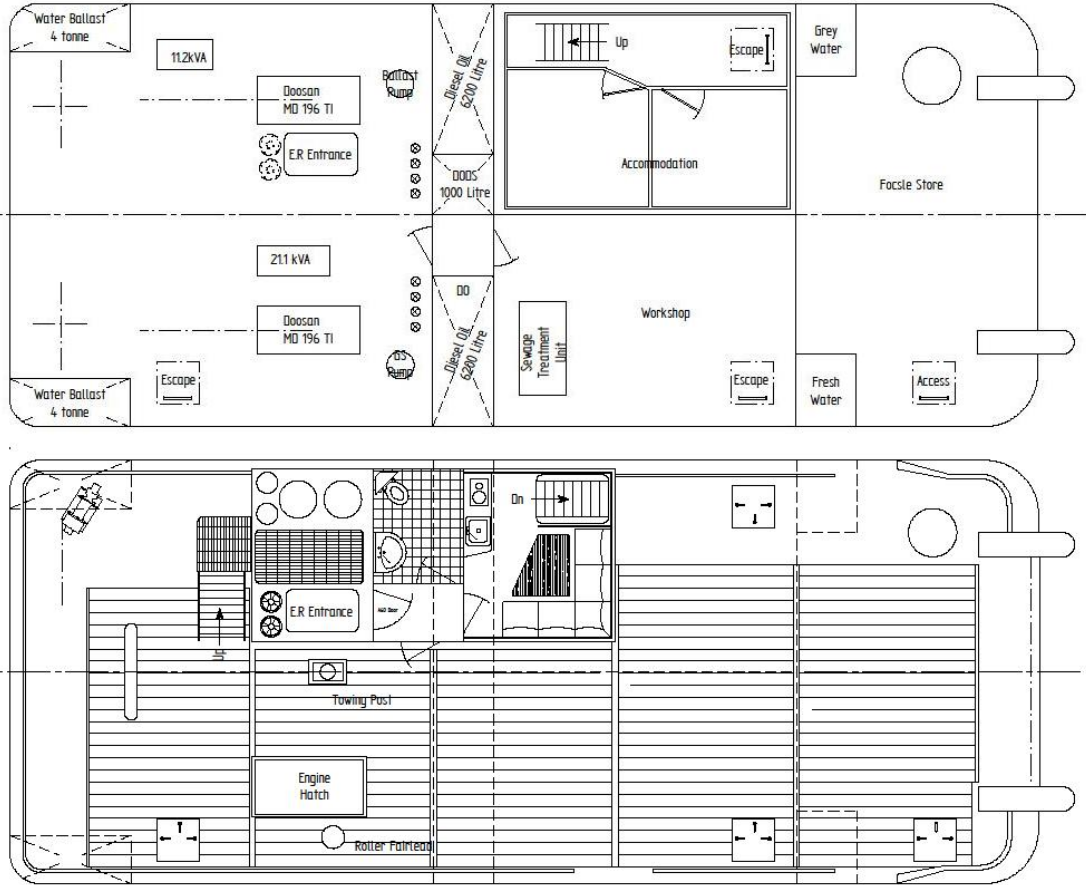 Water Ballast
4 tonne
11.2kVA
Doosan
MD 196 TI
Ballast
Pump
E.R Entrance
Diesel Oil
6200 Litre
1000 Litre
Up
Escape
Accommodation
Grey
Water
Focsle Store
21.1 kVA
Doosan
MD 196 TI
Pump
DO
Diesel Oil
6200 Litre
Sewage
Treatment
Unit
Workshop
Escape
Escape
Fresh
Water
Access
Water Ballast
4 tonne
Dn
E.R Entrance
A60 Door
Up
Towing Post
Engine
Hatch
Roller Fairlead